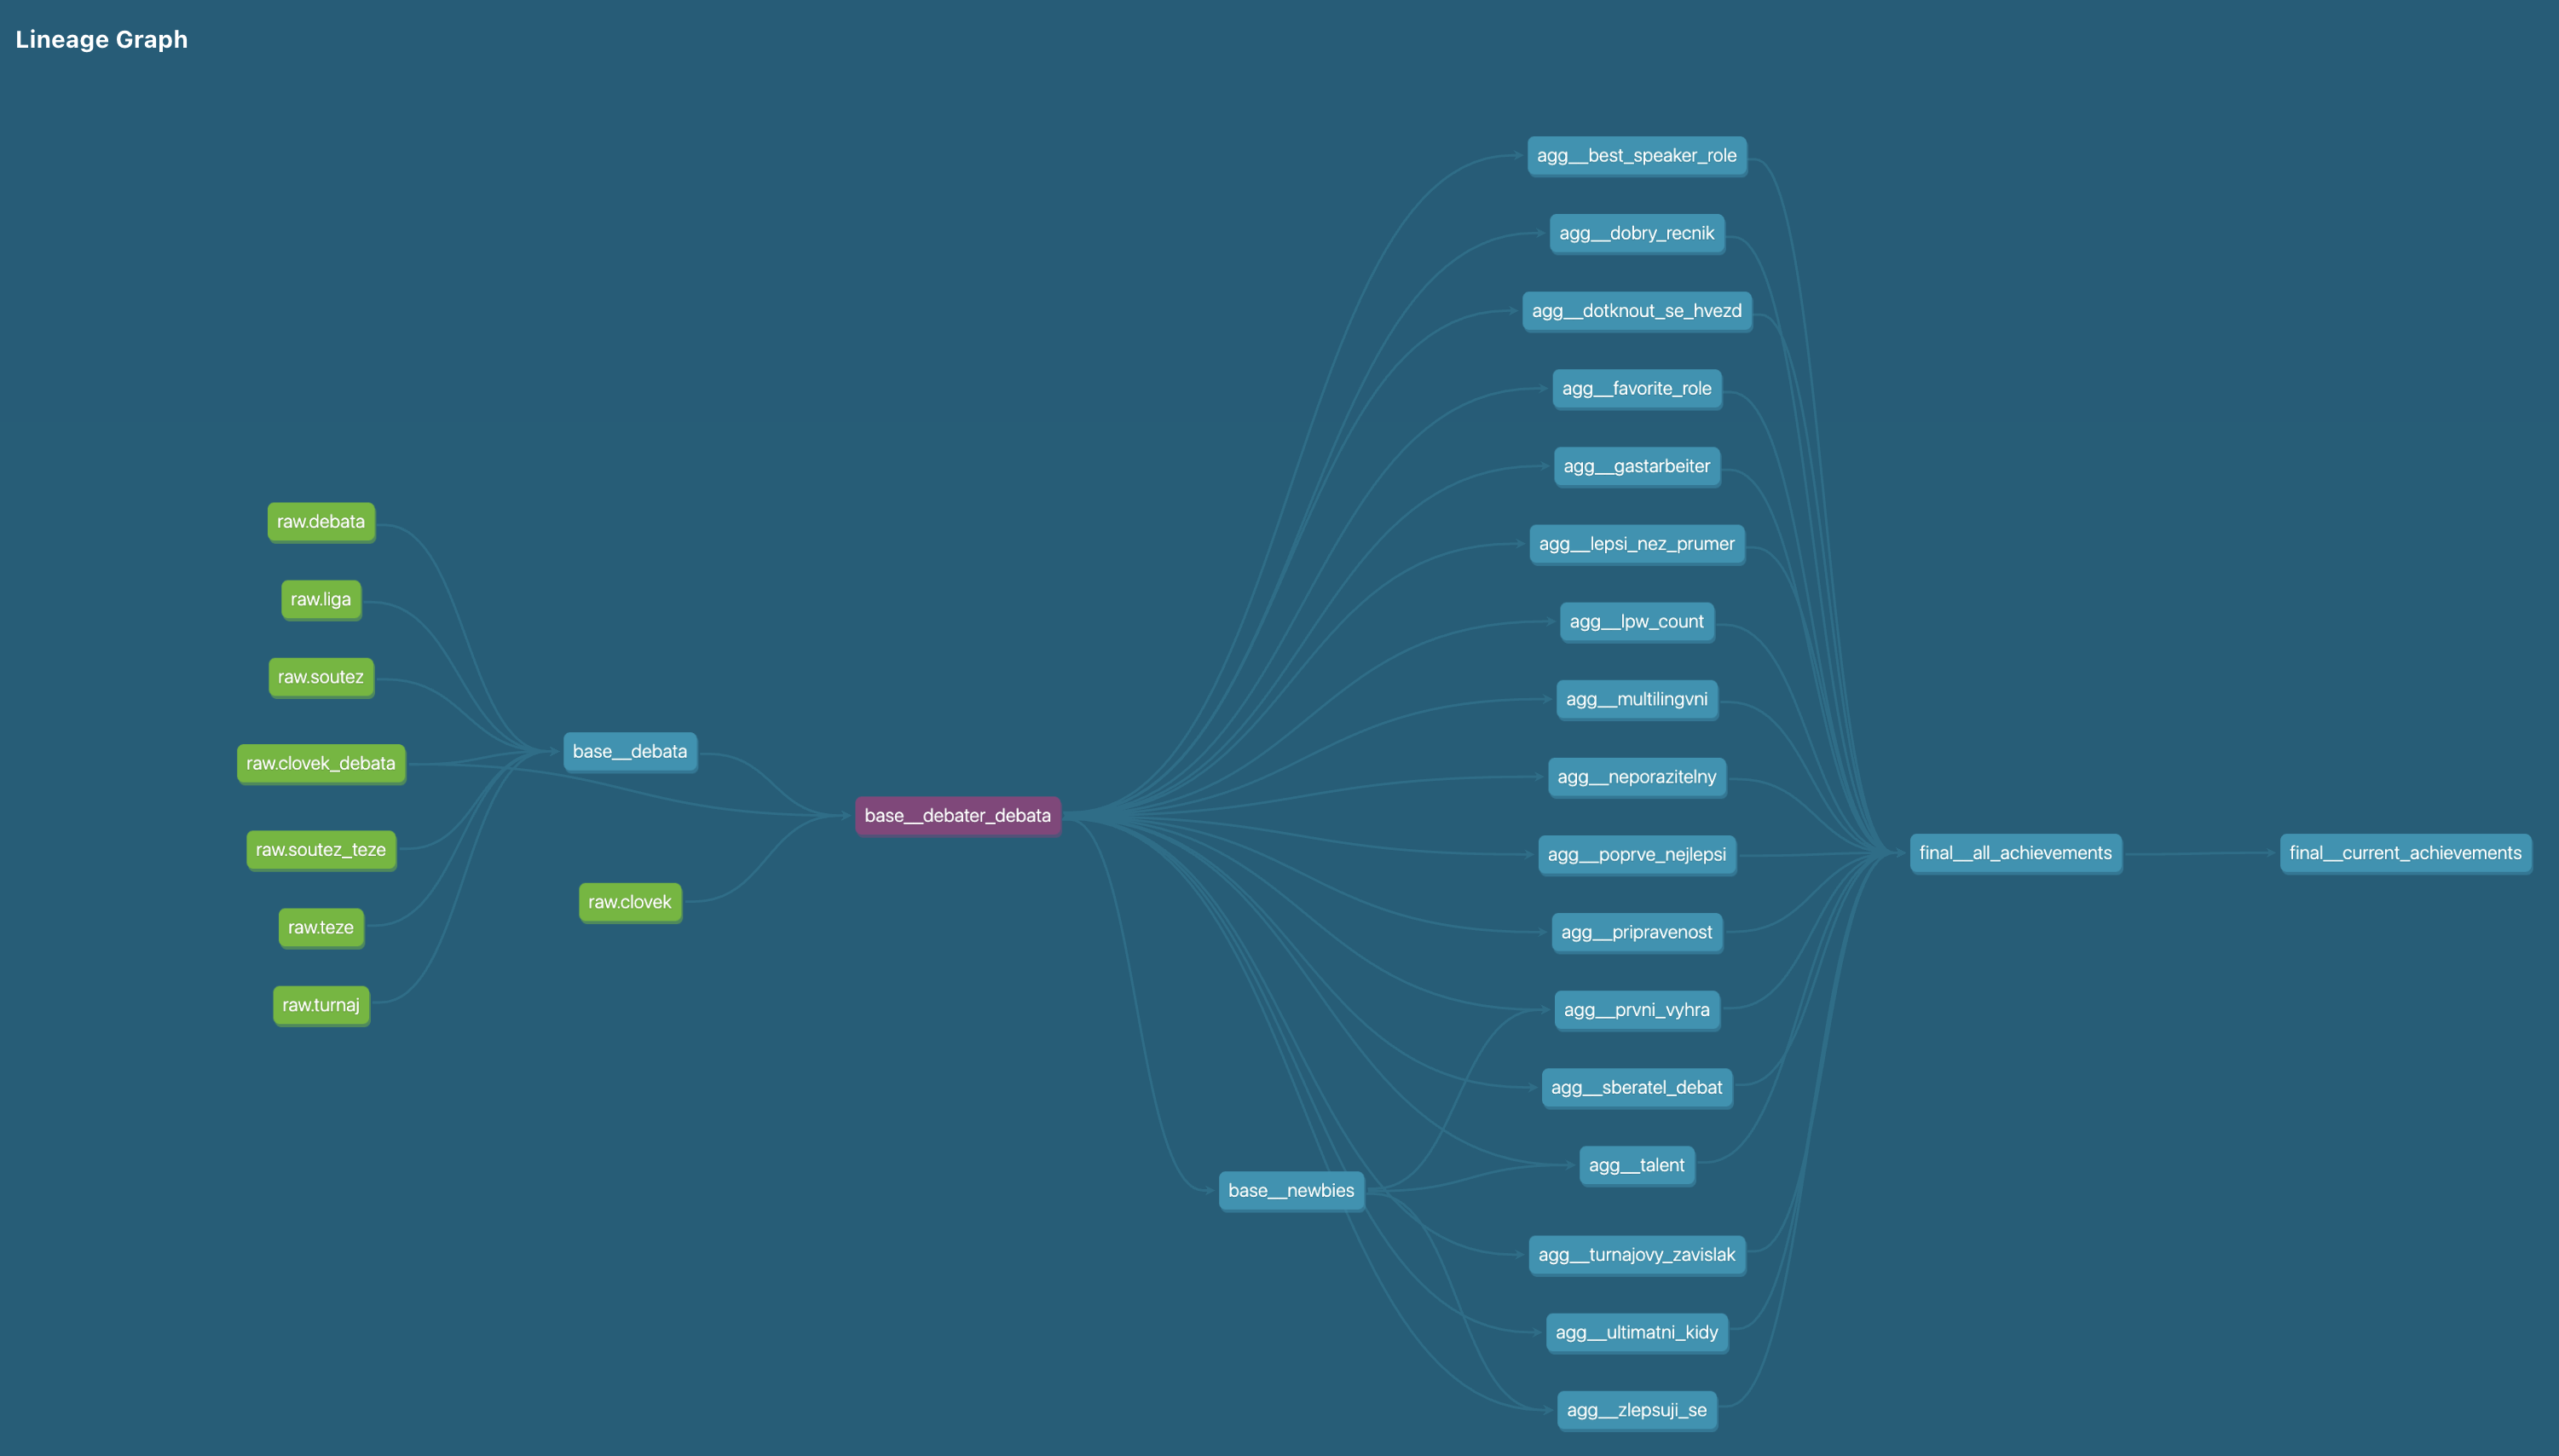 Lineage Graph
raw.debata
raw.liga
raw.soutez
raw.clovek_debata
raw.soutez_teze
raw.teze
raw.turnaj
base__debata
raw.clovek
base__debater_debata
base__newbies
agg__best_speaker_role
agg__dobry_recnik
agg__dotknout_se_hvezd
agg__favorite_role
agg__gastarbeiter
agg__lepsi_nez_prumer
agg__lpw_count
agg__multilingvni
agg__neporazitelny
agg__poprve_nejlepsi
agg__pripravenost
agg__prvni_vyhra
agg__sberatel_debat
agg__talent
agg__turnajovy_zavislak
agg__ultimatni_kidy
agg__zlepsuji_se
final__all_achievements
final__current_achievements